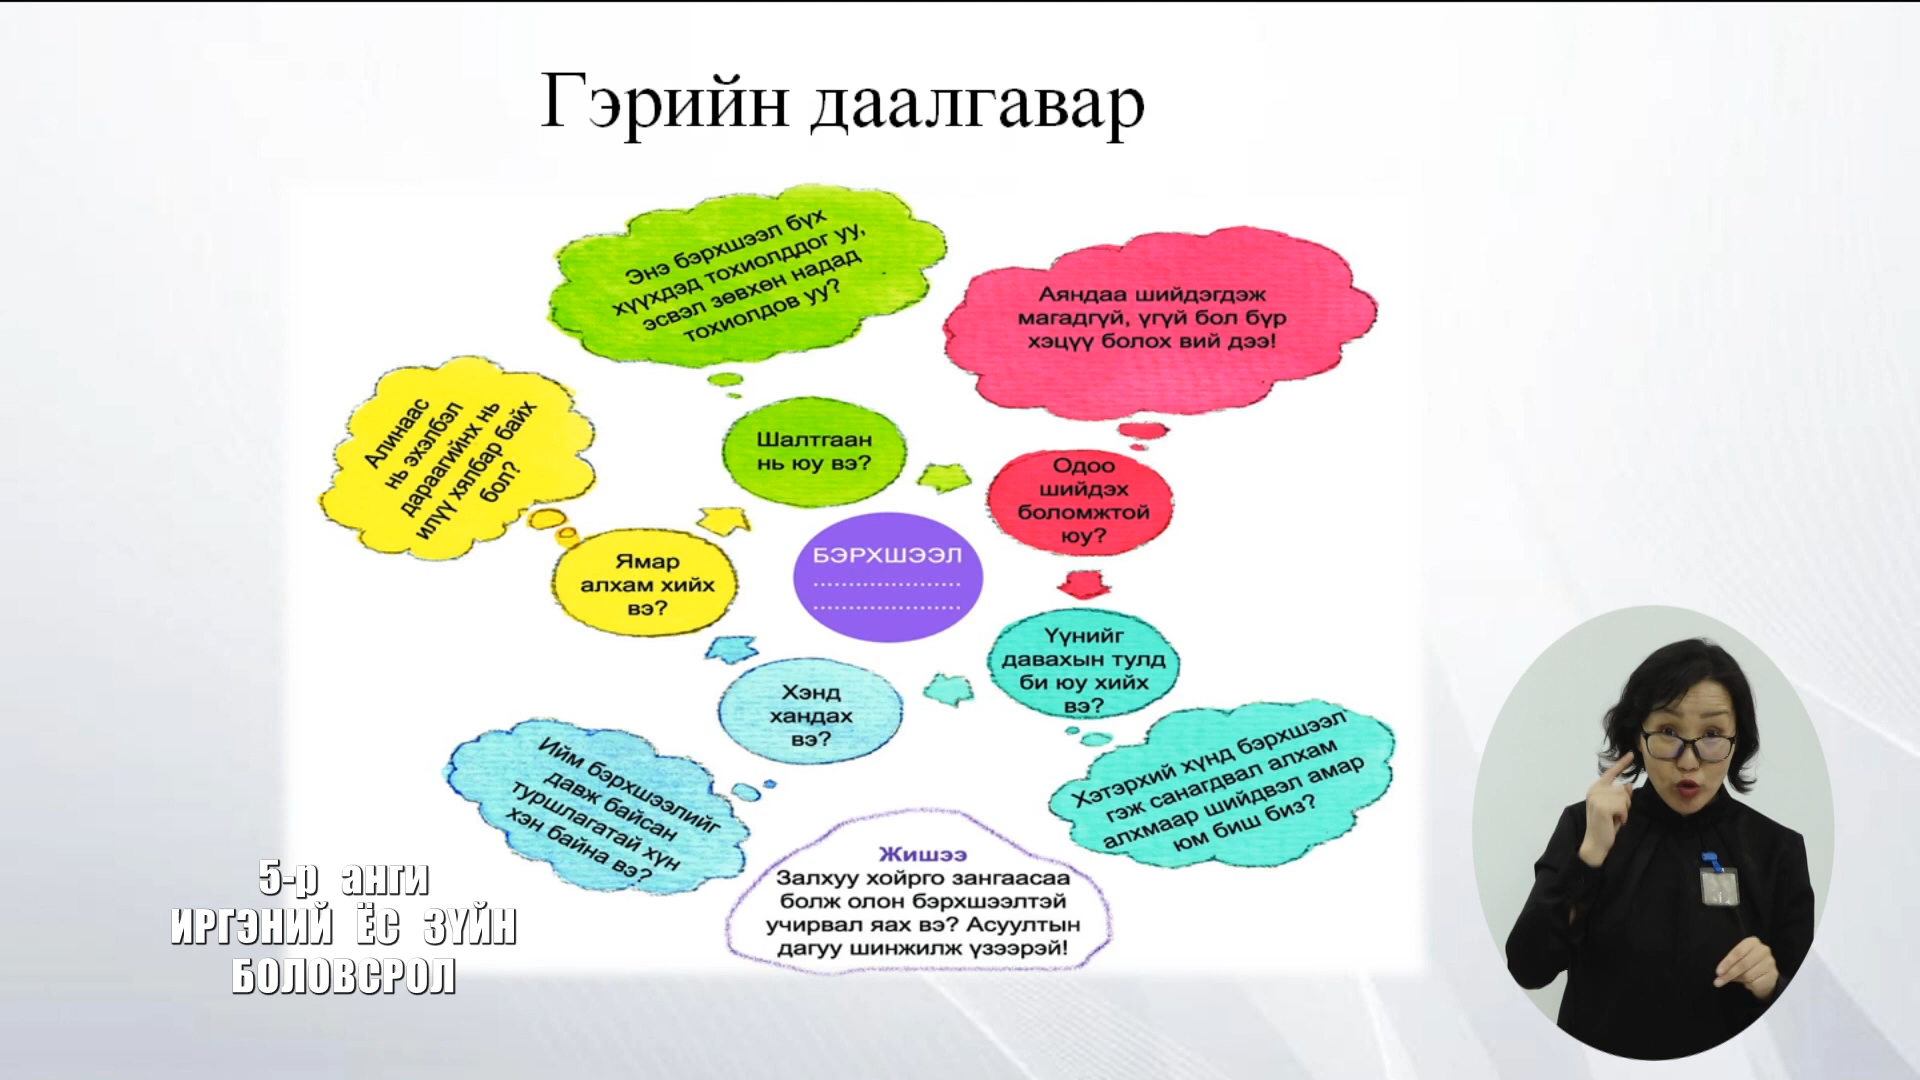 Гэрийн даалгавар
Энэ бэрхшээл бүх
хүүхдэд тохиолддог уу,
эсвэл зөвхөн надад
тохиолдов уу?
Аяндаа шийдэгдэж
магадгүй, үгүй бол бүр
хэцүү болох вий дээ!
Алинаас
нь эхэлбэл
дараагийнх нь
илүү хялбар байх
бол?
Шалтгаан
нь юу вэ?
Одоо
шийдэх
боломжтой
юу?
Ямар
алхам хийх
вэ?
БЭРХШЭЭЛ
....................
....................
Үүнийг
давахын тулд
би юу хийх
вэ?
Хэнд
хандах
вэ?
Ийм бэрхшээлийг
давж байсан
туршлагатай хүн
хэн байна вэ?
Хэтэрхий хүнд бэрхшээл
гэж санагдвал алхам
алхмаар шийдвэл амар
юм биш биз?
Жишээ
Залхуу хойрго зангаасаа
болж олон бэрхшээлтэй
учирвал яах вэ? Асуултын
дагуу шинжилж үзээрэй!
5-р анги
ИРГЭНИЙ ЁС ЗҮЙН
БОЛОВСРОЛ